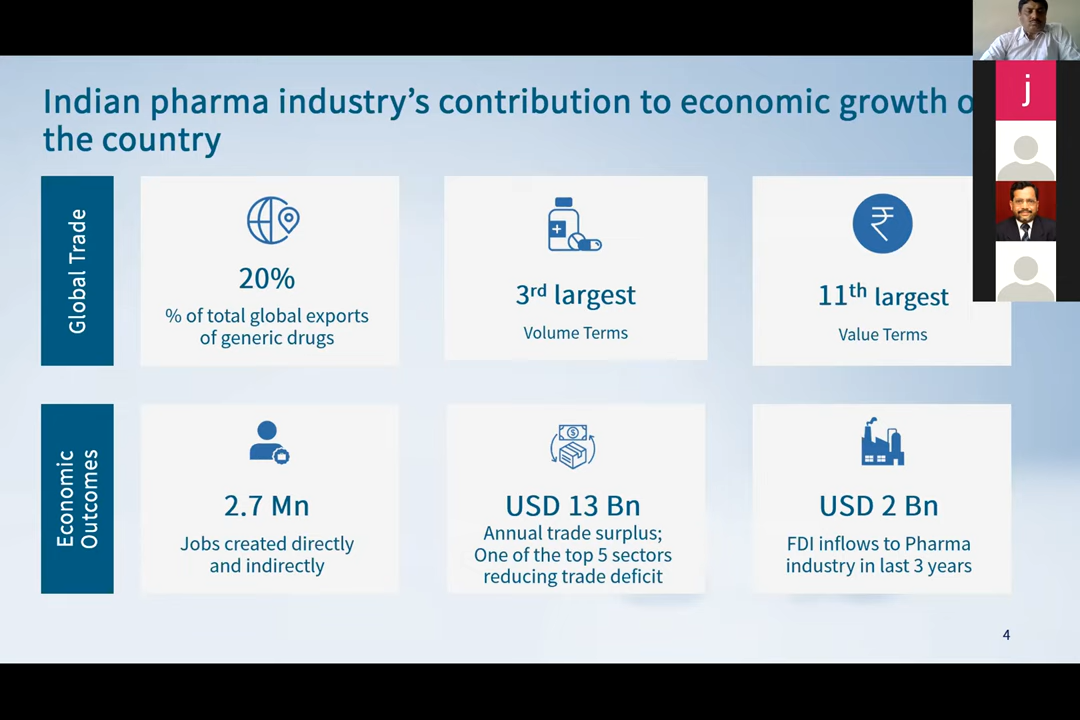 Indian pharma industry's contribution to economic growth
the country
j
Global Trade
20%
% of total global exports
of generic drugs
3rd largest
Volume Terms
11th largest
Value Terms
Economic
Outcomes
2.7 Mn
Jobs created directly
and indirectly
USD 13 Bn
Annual trade surplus;
One of the top 5 sectors
reducing trade deficit
USD 2 Bn
FDI inflows to Pharma
industry in last 3 years
4